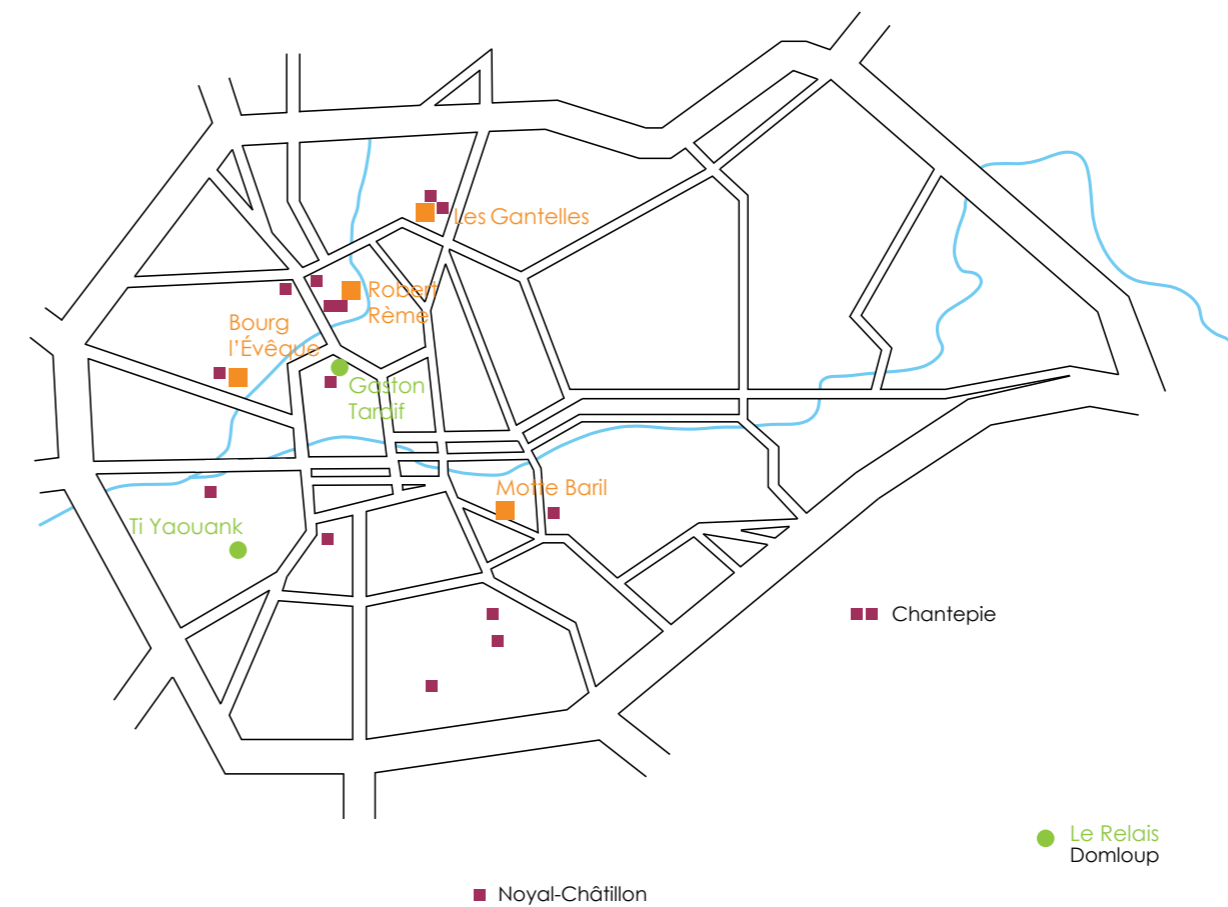 Les Gantelles
Robert
Rème
Bourg
l'Évêque
Gaston
Tardif
Motte Baril
Ti Yaouank
Chantepie
Le Relais
Domloup
Noyal-Châtillon